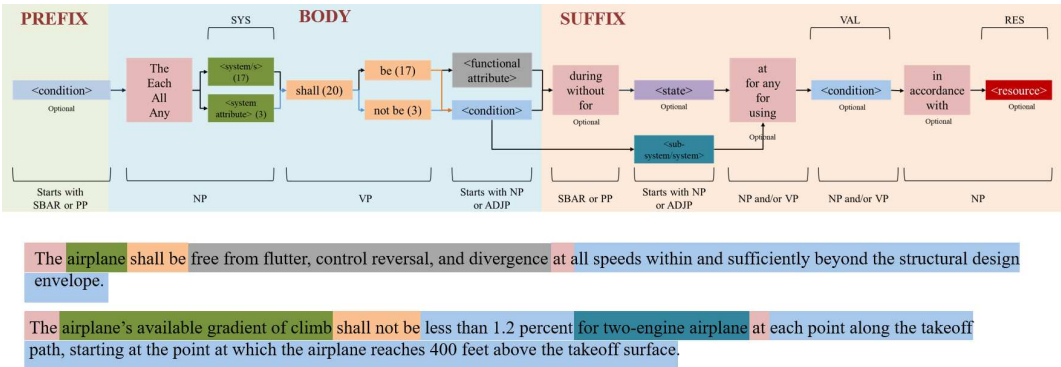 PREFIX
BODY
SUFFIX
SYS
VAL
RES
<condition>
Optional
The
Each
All
Any
<system/s>
(17)
<system
attribute> (3)
shall (20)
be (17)
not be (3)
<functional
attribute>
<condition>
during
without
for
Optional
<state>
Optional
<sub-
system/system>
at
for any
for
using
Optional
<condition>
Optional
in
accordance
with
Optional
<resource>
Optional
Starts with
SBAR or PP
NP
VP
Starts with NP
or ADJP
SBAR or PP
Starts with NP
or ADJP
NP and/or VP
NP and/or VP
NP
The airplane shall be free from flutter, control reversal, and divergence at all speeds within and sufficiently beyond the structural design
envelope.
The airplane’s available gradient of climb shall not be less than 1.2 percent for two-engine airplane at each point along the takeoff
path, starting at the point at which the airplane reaches 400 feet above the takeoff surface.